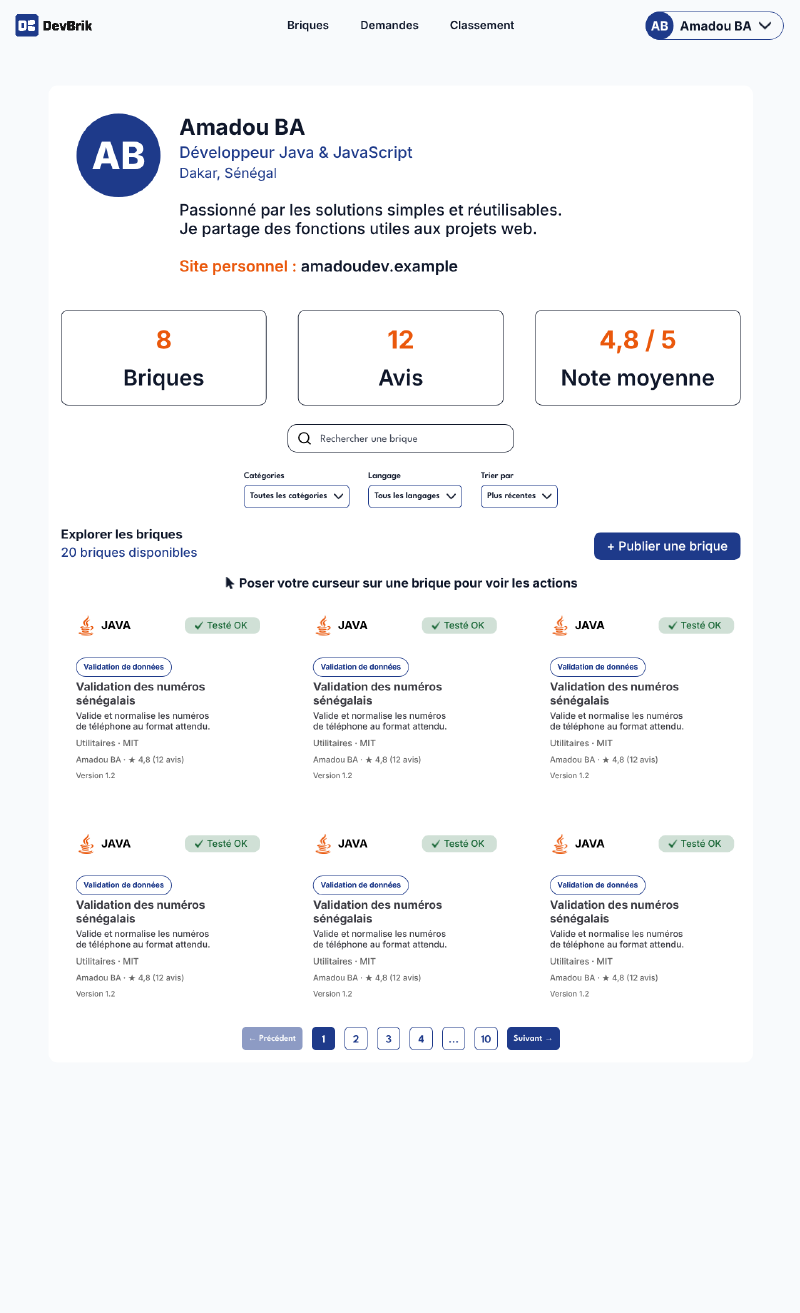 DevBrik
Briques
Demandes
Classement
AB
Amadou BA
AB
Amadou BA
Développeur Java & JavaScript
Dakar, Sénégal
Passionné par les solutions simples et réutilisables.
Je partage des fonctions utiles aux projets web.
Site personnel : amadoudev.example
8
Briques
12
Avis
4,8 / 5
Note moyenne
Rechercher une brique
Catégories
Toutes les catégories
Langage
Tous les langages
Trier par
Plus récentes
Explorer les briques
20 briques disponibles
+ Publier une brique
Poser votre curseur sur une brique pour voir les actions
JAVA
✓ Testé OK
Validation de données
Validation des numéros
sénégalais
Valide et normalise les numéros
de téléphone au format attendu.
Utilitaires · MIT
Amadou BA · ★ 4,8 (12 avis)
Version 1.2
JAVA
✓ Testé OK
Validation de données
Validation des numéros
sénégalais
Valide et normalise les numéros
de téléphone au format attendu.
Utilitaires · MIT
Amadou BA · ★ 4,8 (12 avis)
Version 1.2
JAVA
✓ Testé OK
Validation de données
Validation des numéros
sénégalais
Valide et normalise les numéros
de téléphone au format attendu.
Utilitaires · MIT
Amadou BA · ★ 4,8 (12 avis)
Version 1.2
JAVA
✓ Testé OK
Validation de données
Validation des numéros
sénégalais
Valide et normalise les numéros
de téléphone au format attendu.
Utilitaires · MIT
Amadou BA · ★ 4,8 (12 avis)
Version 1.2
JAVA
✓ Testé OK
Validation de données
Validation des numéros
sénégalais
Valide et normalise les numéros
de téléphone au format attendu.
Utilitaires · MIT
Amadou BA · ★ 4,8 (12 avis)
Version 1.2
JAVA
✓ Testé OK
Validation de données
Validation des numéros
sénégalais
Valide et normalise les numéros
de téléphone au format attendu.
Utilitaires · MIT
Amadou BA · ★ 4,8 (12 avis)
Version 1.2
← Précédent
1
2
3
4
...
10
Suivant →